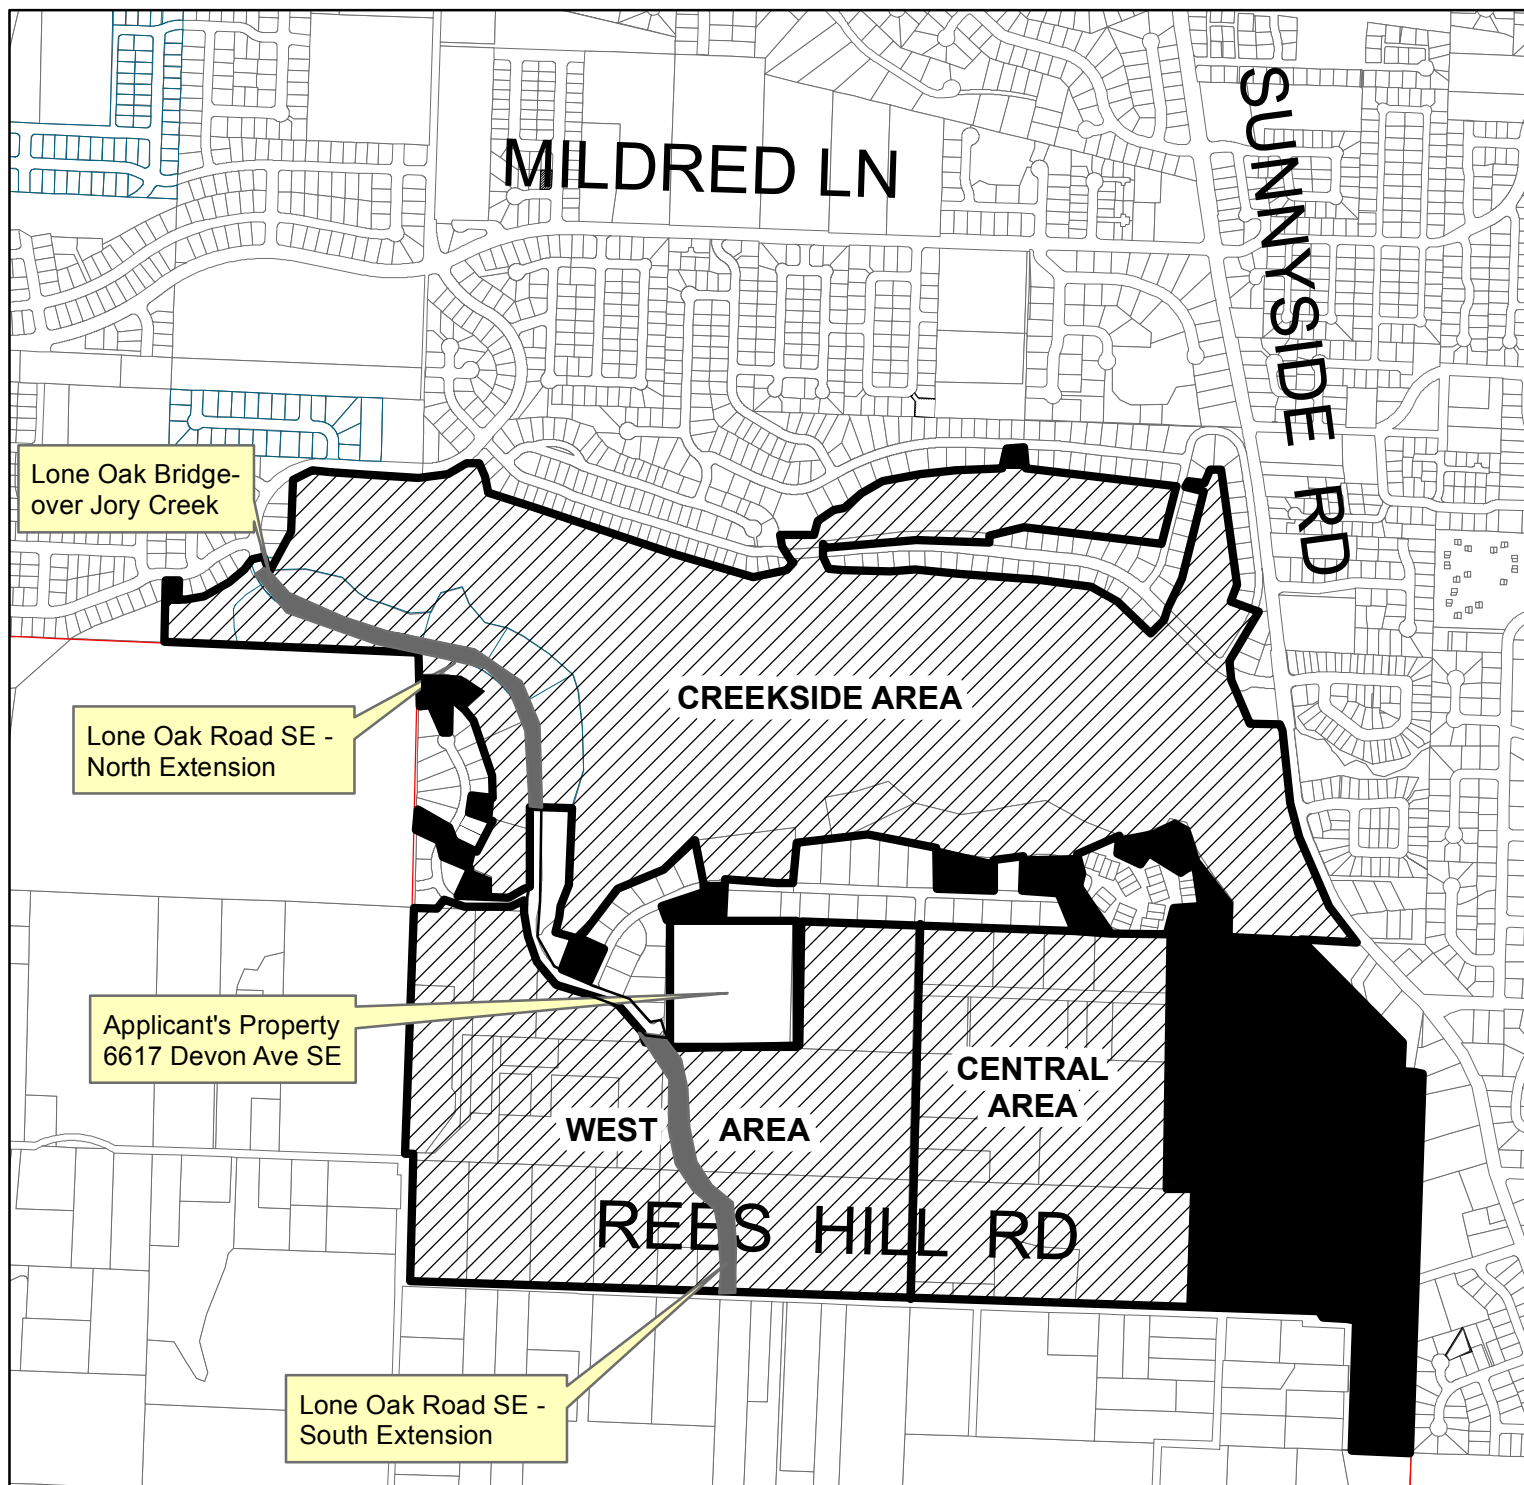 MILDRED LN
SUNNYSIDE RD
Lone Oak Bridge-
over Jory Creek
CREEKSIDE AREA
Lone Oak Road SE -
North Extension
Applicant's Property
6617 Devon Ave SE
CENTRAL
AREA
WEST AREA
REES HILL RD
Lone Oak Road SE -
South Extension